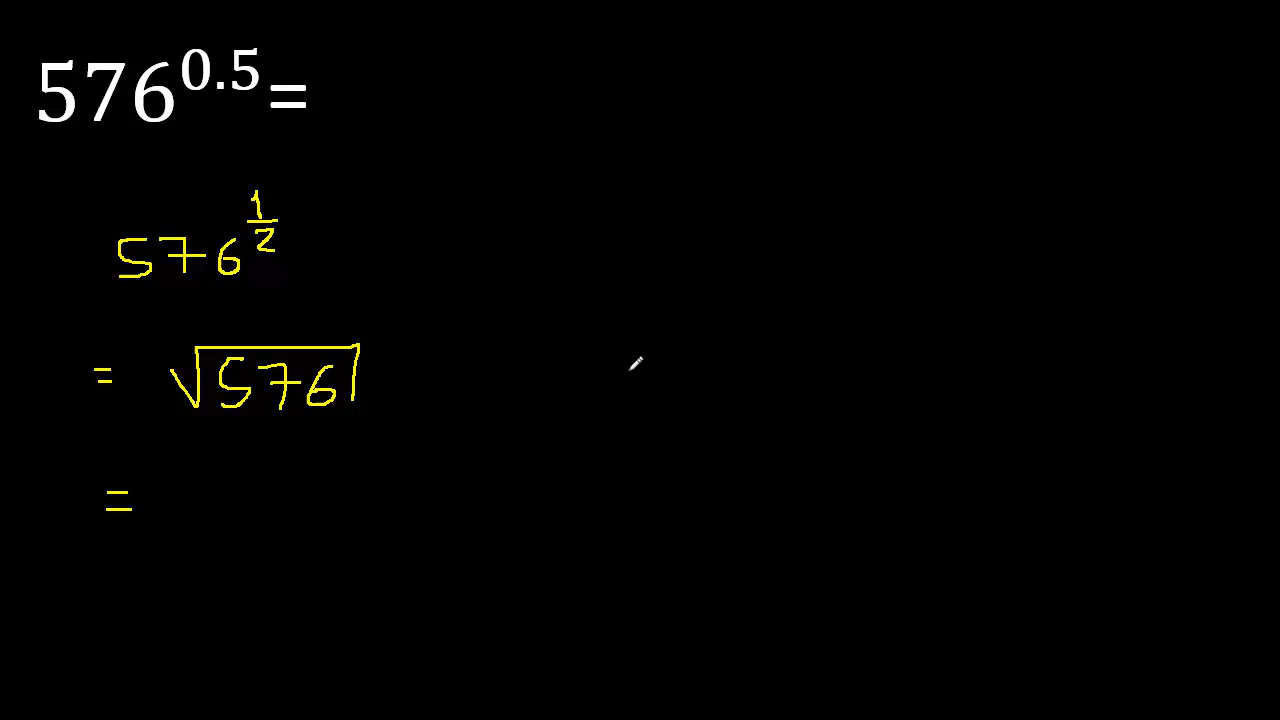 576^0.5=
576^1/2
= √576
=